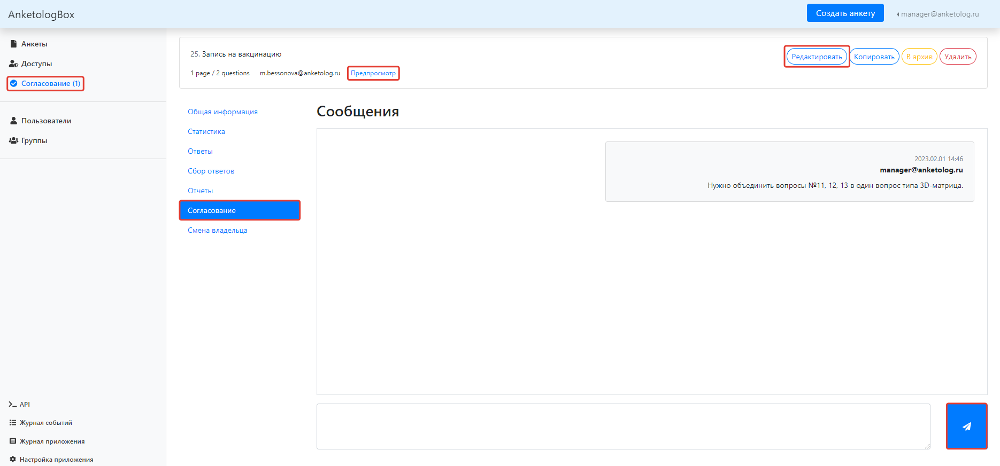 AnketologBox
Создать анкету
manager@anketolog.ru
Анкеты
Доступы
Согласование (1)
Пользователи
Группы
API
Журнал событий
Журнал приложения
Настройка приложения
25. Запись на вакцинацию
1 page / 2 questions m.bessonova@anketolog.ru Предпросмотр
Редактировать Копировать В архив Удалить
Общая информация
Статистика
Ответы
Сбор ответов
Отчеты
Согласование
Смена владельца
Сообщения
2023.02.01 14:46
manager@anketolog.ru
Нужно объединить вопросы №11, 12, 13 в один вопрос типа 3D-матрица.